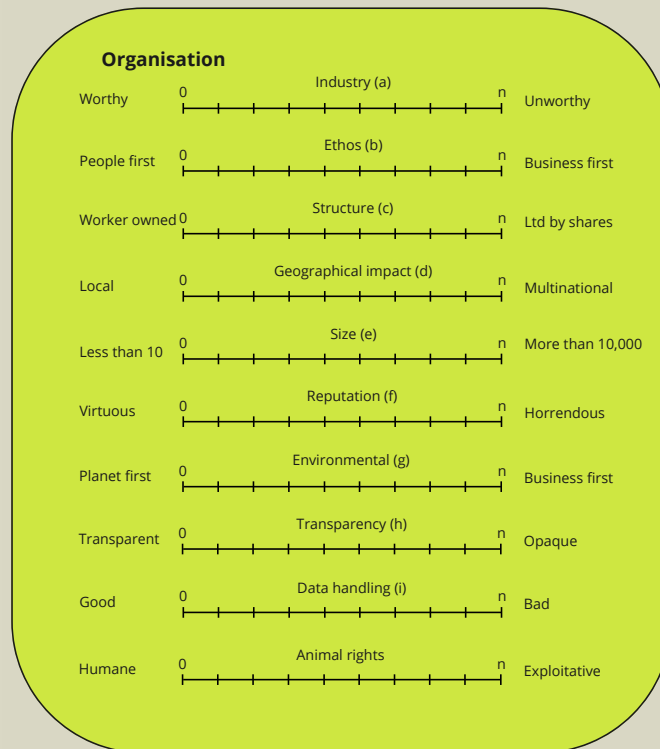 Organisation
Industry (a)
Worthy 0 n Unworthy
Ethos (b)
People first 0 n Business first
Structure (c)
Worker owned 0 n Ltd by shares
Geographical impact (d)
Local 0 n Multinational
Size (e)
Less than 10 0 n More than 10,000
Reputation (f)
Virtuous 0 n Horrendous
Environmental (g)
Planet first 0 n Business first
Transparency (h)
Transparent 0 n Opaque
Data handling (i)
Good 0 n Bad
Animal rights
Humane 0 n Exploitative